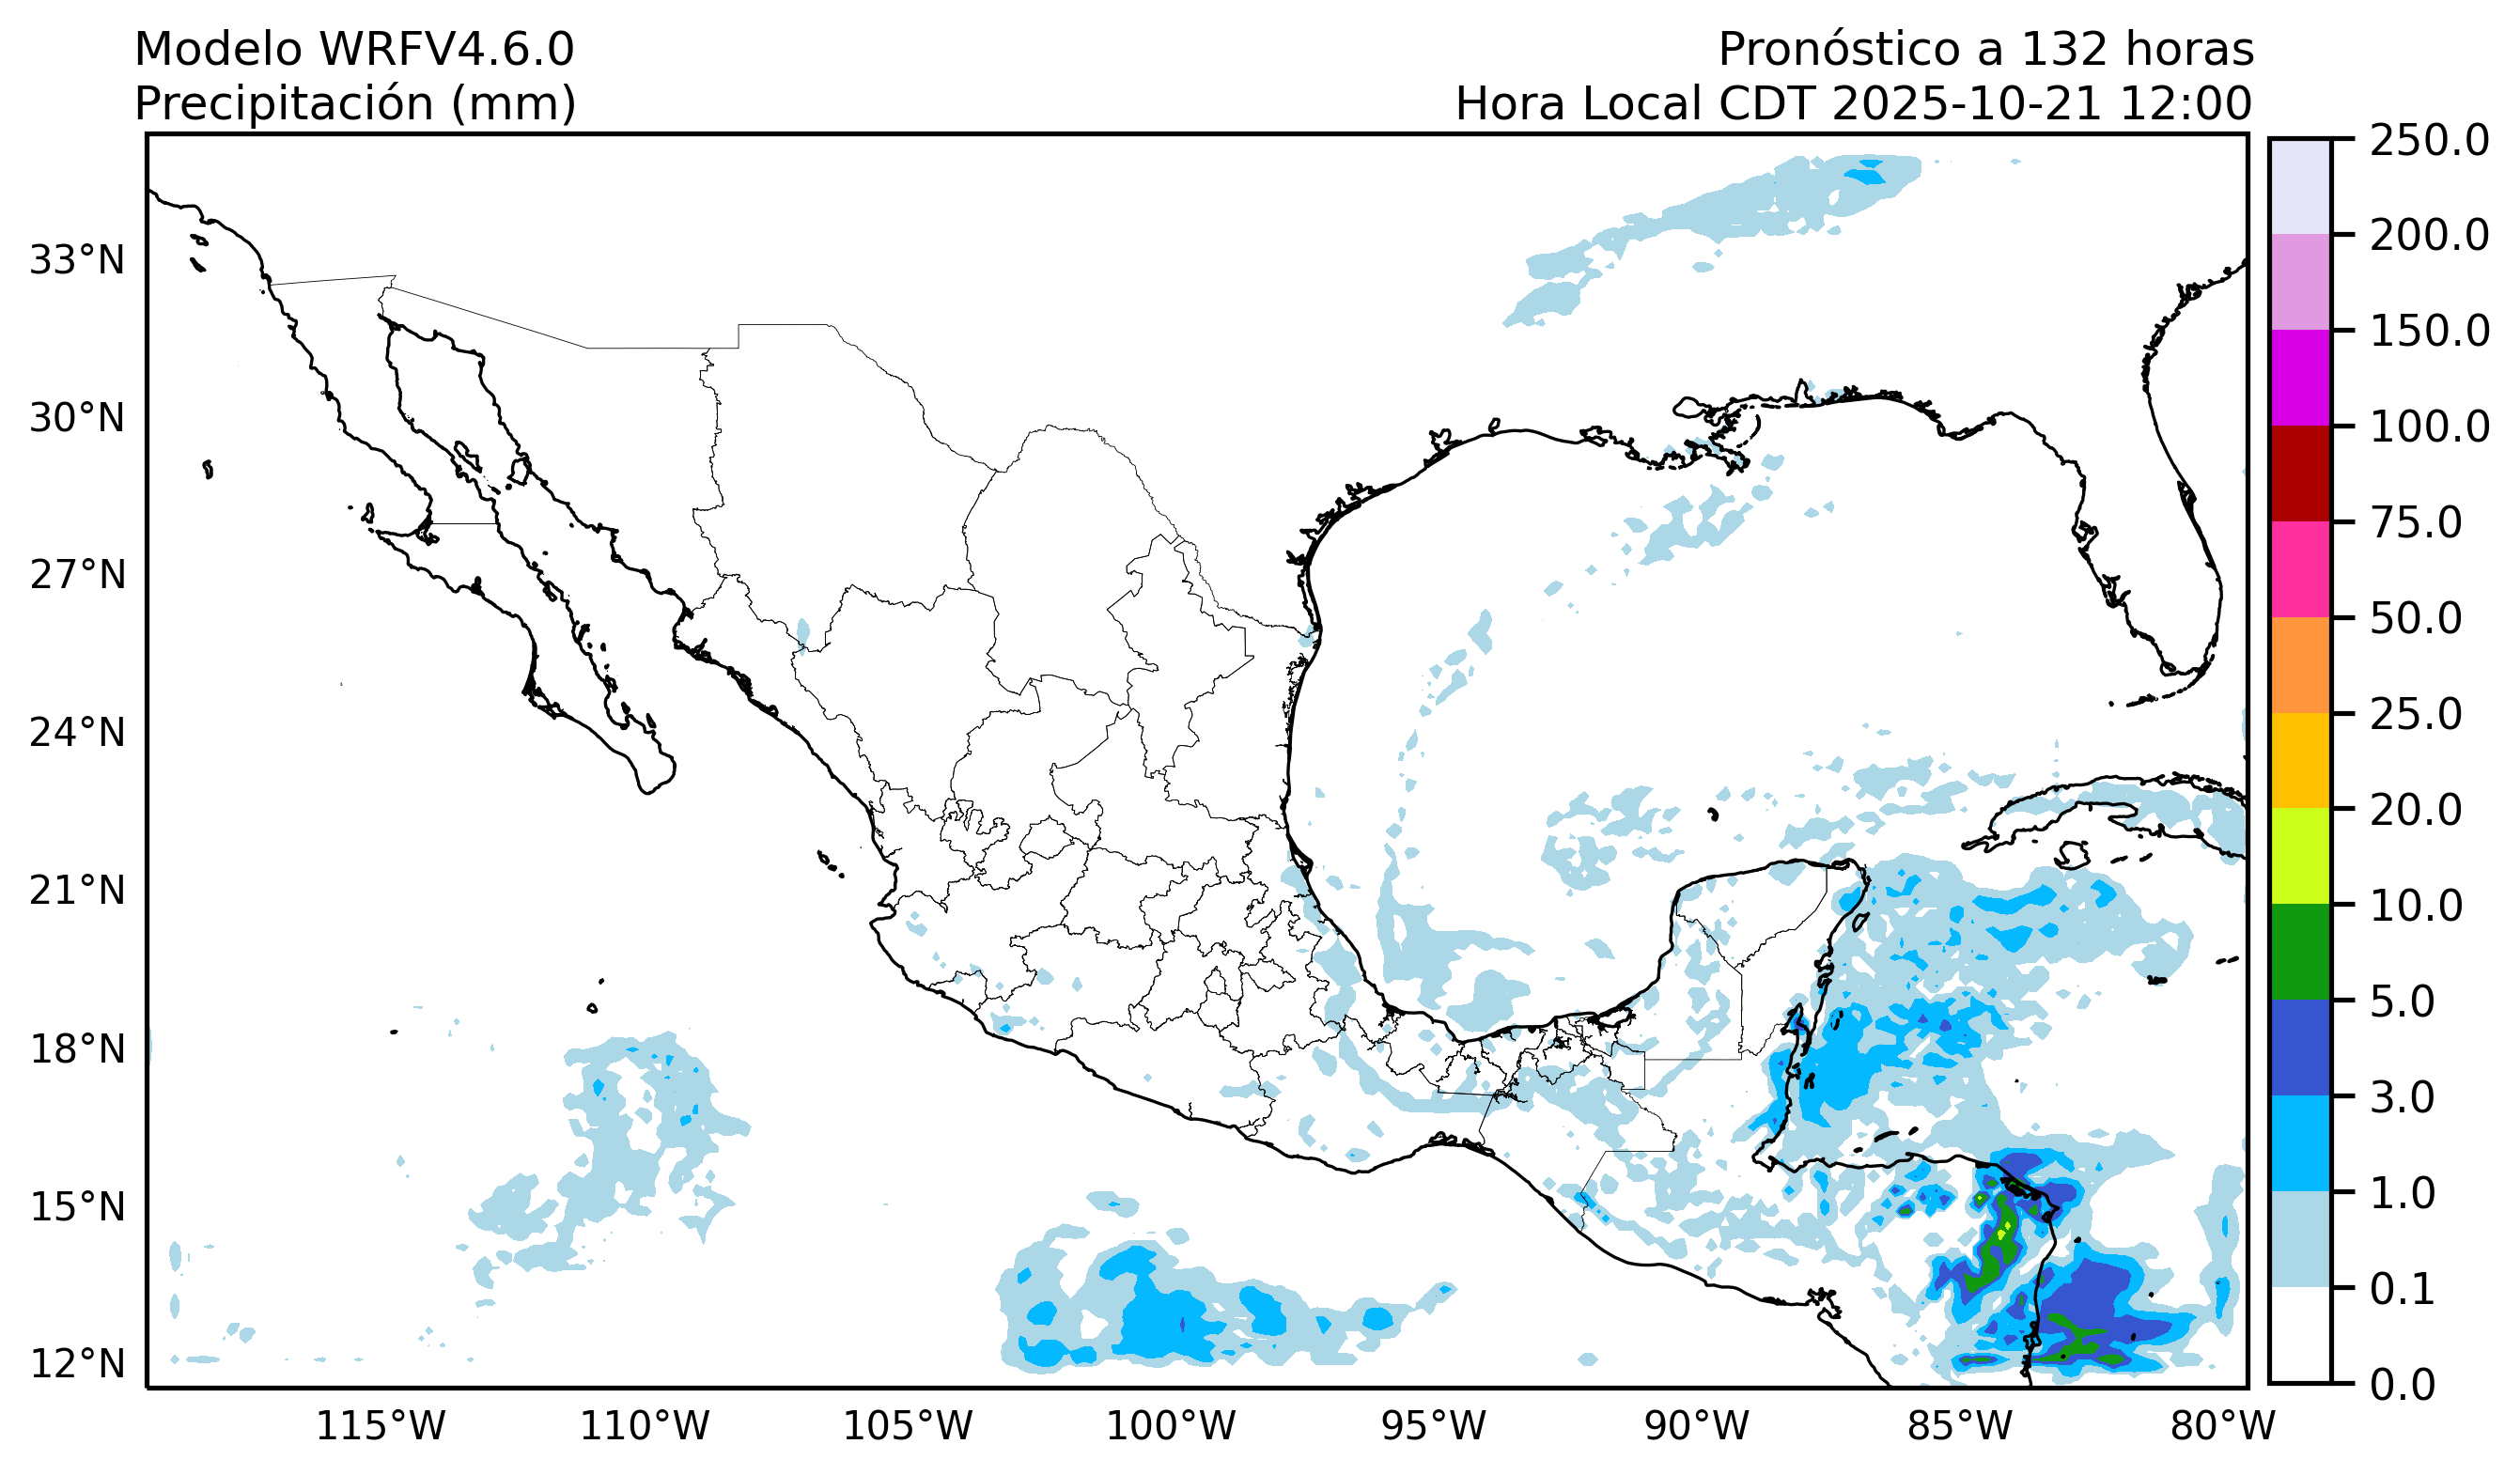 Modelo WRFV4.6.0
Precipitación (mm)
Pronóstico a 132 horas
Hora Local CDT 2025-10-21 12:00
33°N
30°N
27°N
24°N
21°N
18°N
15°N
12°N
115°W
110°W
105°W
100°W
95°W
90°W
85°W
80°W
250.0
200.0
150.0
100.0
75.0
50.0
25.0
20.0
10.0
5.0
3.0
1.0
0.1
0.0